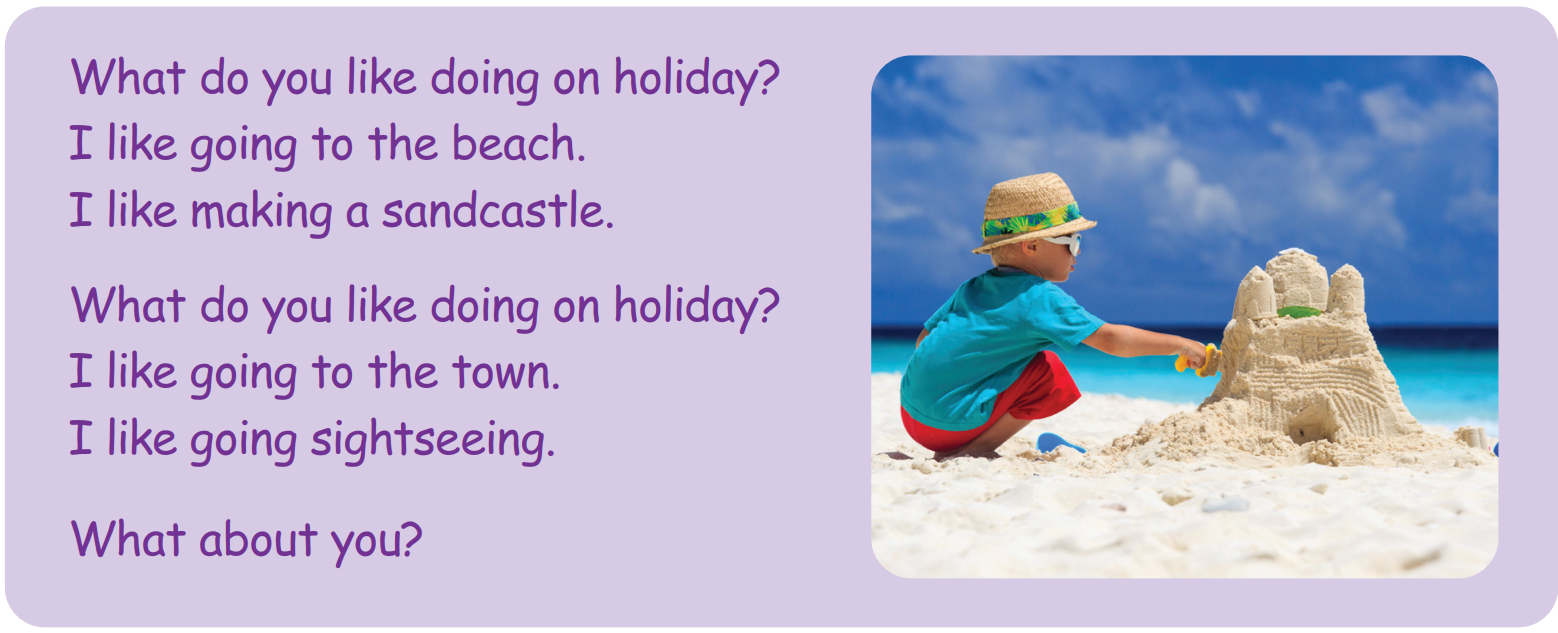 What do you like doing on holiday?
I like going to the beach.
I like making a sandcastle.
What do you like doing on holiday?
I like going to the town.
I like going sightseeing.
What about you?